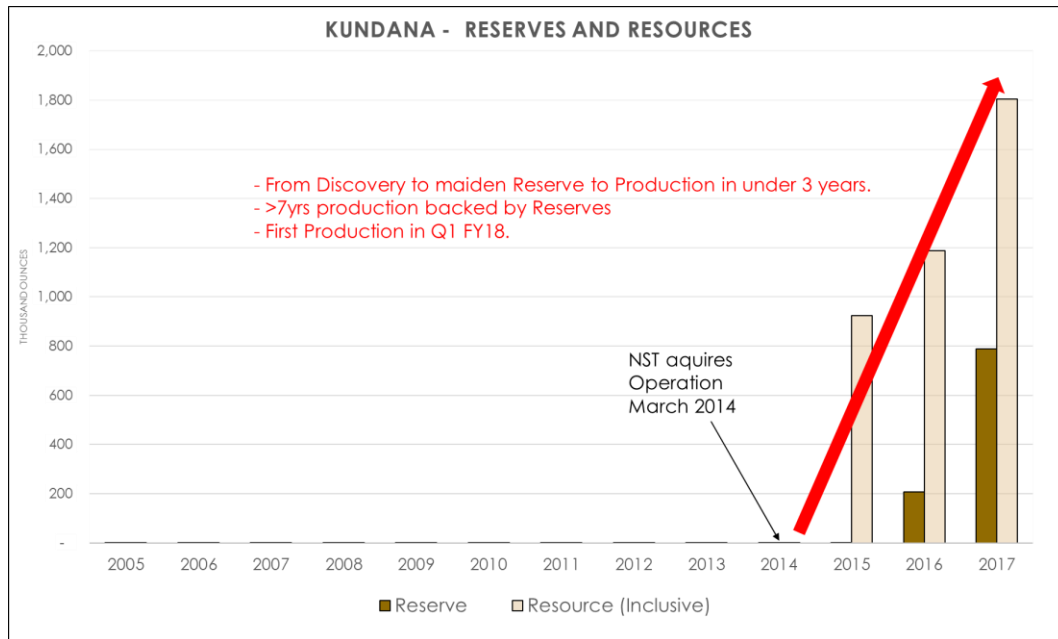 KUNDANA - RESERVES AND RESOURCES
2,000
1,800
1,600
1,400
1,200
1,000
800
600
400
200
-
THOUSAND OUNCES
- From Discovery to maiden Reserve to Production in under 3 years.
- >7yrs production backed by Reserves
- First Production in Q1 FY18.
NST aquires
Operation
March 2014
2005 2006 2007 2008 2009 2010 2011 2012 2013 2014 2015 2016 2017
Reserve Resource (Inclusive)